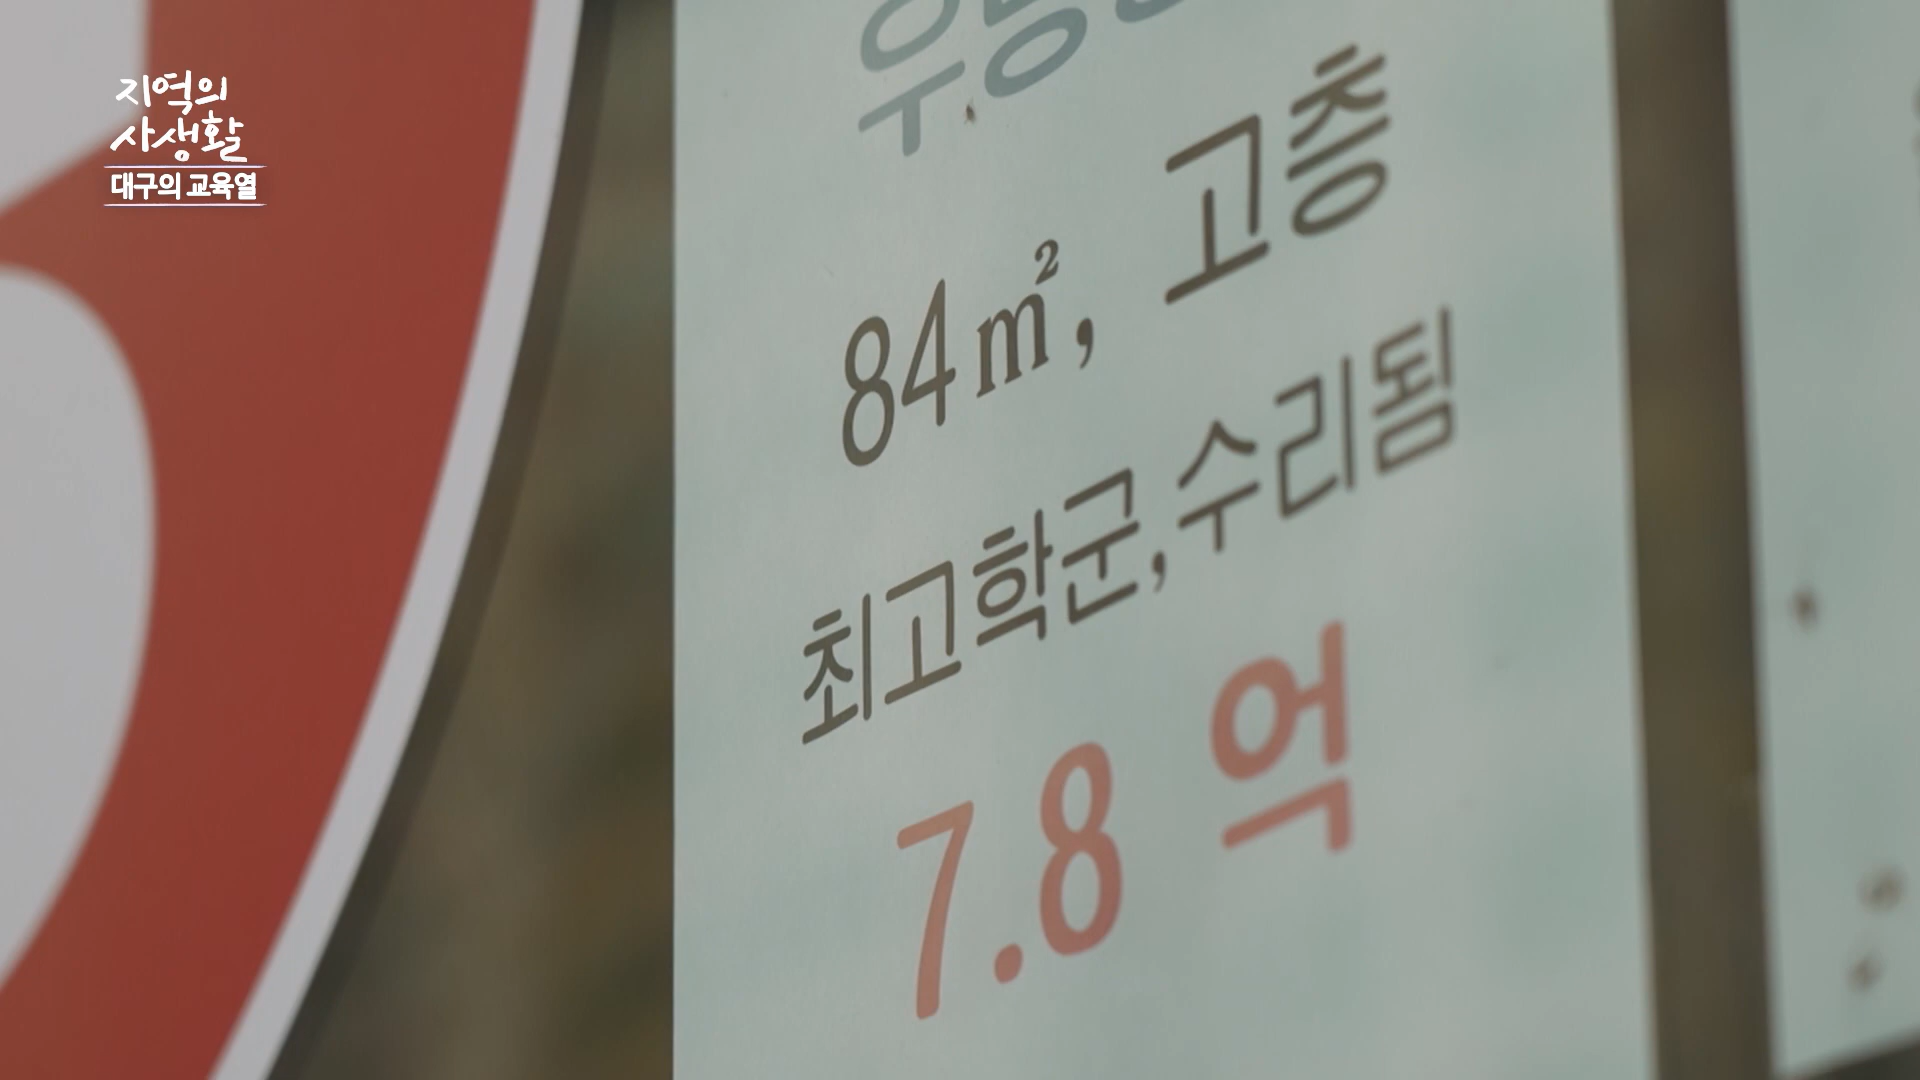 지역의
사생활
대구의 교육열
84㎡, 고층
최고학군,수리됨
7.8 억